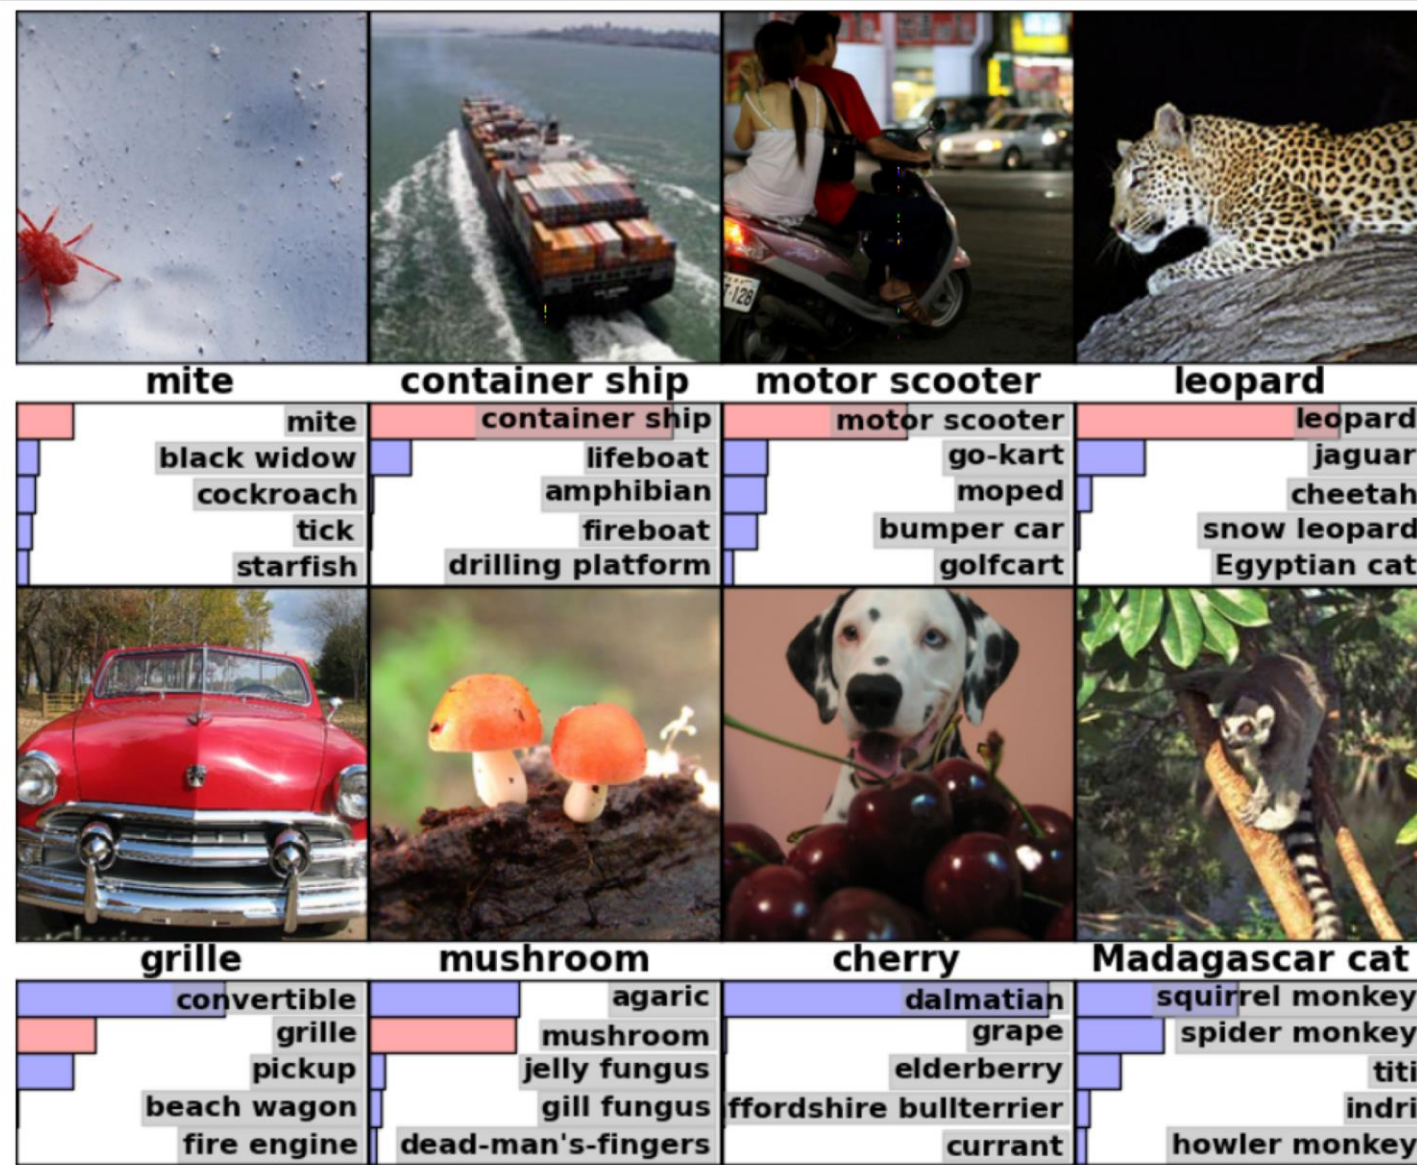 128
mite
container ship
motor scooter
leopard
mite
black widow
cockroach
tick
starfish
container ship
lifeboat
amphibian
fireboat
drilling platform
motor scooter
go-kart
moped
bumper car
golfcart
leopard
jaguar
cheetah
snow leopard
Egyptian cat
grille
mushroom
cherry
Madagascar cat
convertible
grille
pickup
beach wagon
fire engine
agaric
mushroom
jelly fungus
gill fungus
dead-man's-fingers
dalmatian
grape
elderberry
ffordshire bullterrier
currant
squirrel monkey
spider monkey
titi
indri
howler monkey